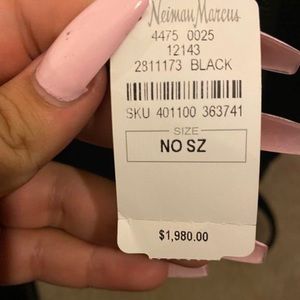 Neiman Marcus
4475 0025
12143
2811173 BLACK
SKU 401100 363741
SIZE
NO SZ
$1,980.00